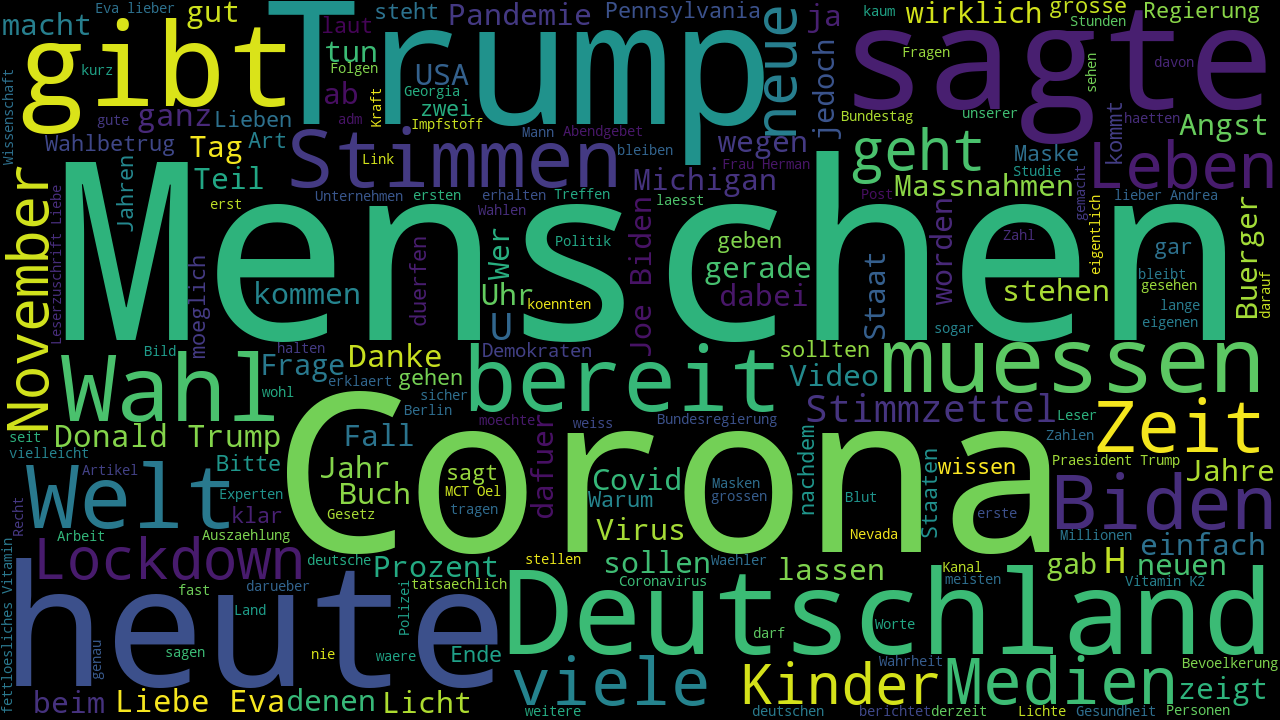 Eva lieber
steht
Pandemie
Pennsylvania
kaum
wirklich
grosse
Regierung
macht
gut
laut
ja
Stunden
gibt
Trump
neue
sagte
kurz
tun
Folgen
USA
Georgia
jedoch
Fragen
sehen
davon
Wissenschaft
gute
ganz
Lieben
ab
adm
Kraft
zwei
Impfstoff
Bundestag
unserer
haetten
Angst
kommt
Wahlbetrug
Tag
Art
Stimmen
Link
Mann
Abendgebet
bleiben
wegen
Frau Herman
geht
Maske
Studie
Leben
Jahren
Teil
Michigan
Massnahmen
Post
gemacht
lieber Andrea
November
Leserzuschrift Liebe
erst
Unternehmen
ersten
erhalten
Treffen
laesst
Wahlen
Menschen
Politik
Joe Biden
geben
worden
Zahl
eigentlich
gar
Buerger
moeglich
kommen
duerfen
Wer
Uhr
koennten
gerade
dabei
Staat
stehen
bleibt
gesehen
darauf
lange
eigenen
U
sogar
Bild
halten
Frage
Danke
Demokraten
sollten
Wahl
wohl
erklaert
gehen
sicher
Berlin
bereit
Video
muessen
moechte
weiss
Bundesregierung
Stimmzettel
Leser
Zeit
seit
Donald Trump
vielleicht
Fall
Corona
dafuer
nachdem
Zahlen
Artikel
Bitte
Jahr
sagt
Covid
Masken
wissen
Praesident Trump
Jahre
Welt
Experten
Buch
MCT Oel
Warum
grossen
Blut
Staaten
Biden
Recht
klar
Gesetz
tragen
Virus
erste
Arbeit
Auszaehlung
Nevada
Millionen
einfach
Lockdown
deutsche
Prozent
stellen
sollen
Waehler
lassen
Kanal
gab
H
neuen
fettloesliches Vitamin
fast
darueber
tatsaechlich
Coronavirus
meisten
Vitamin K2
heute
Land
Polizei
Deutschland
darf
Worte
genau
sagen
nie
waere
Ende
viele
Kinder
Wahrheit
Medien
Bevoelkerung
zeigt
beim
Liebe Eva
denen
Licht
weitere
deutschen
berichtet
derzeit
Lichte
Gesundheit
Personen